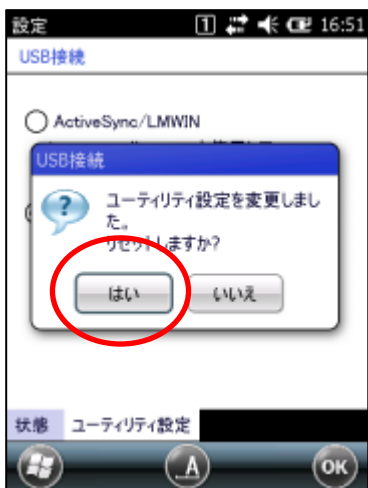 設定 1 16:51
USB接続
ActiveSync/LMWIN
USB接続
ユーティリティ設定を変更しまし
た。
リセットしますか?
はい いいえ
状態 ユーティリティ設定
A OK